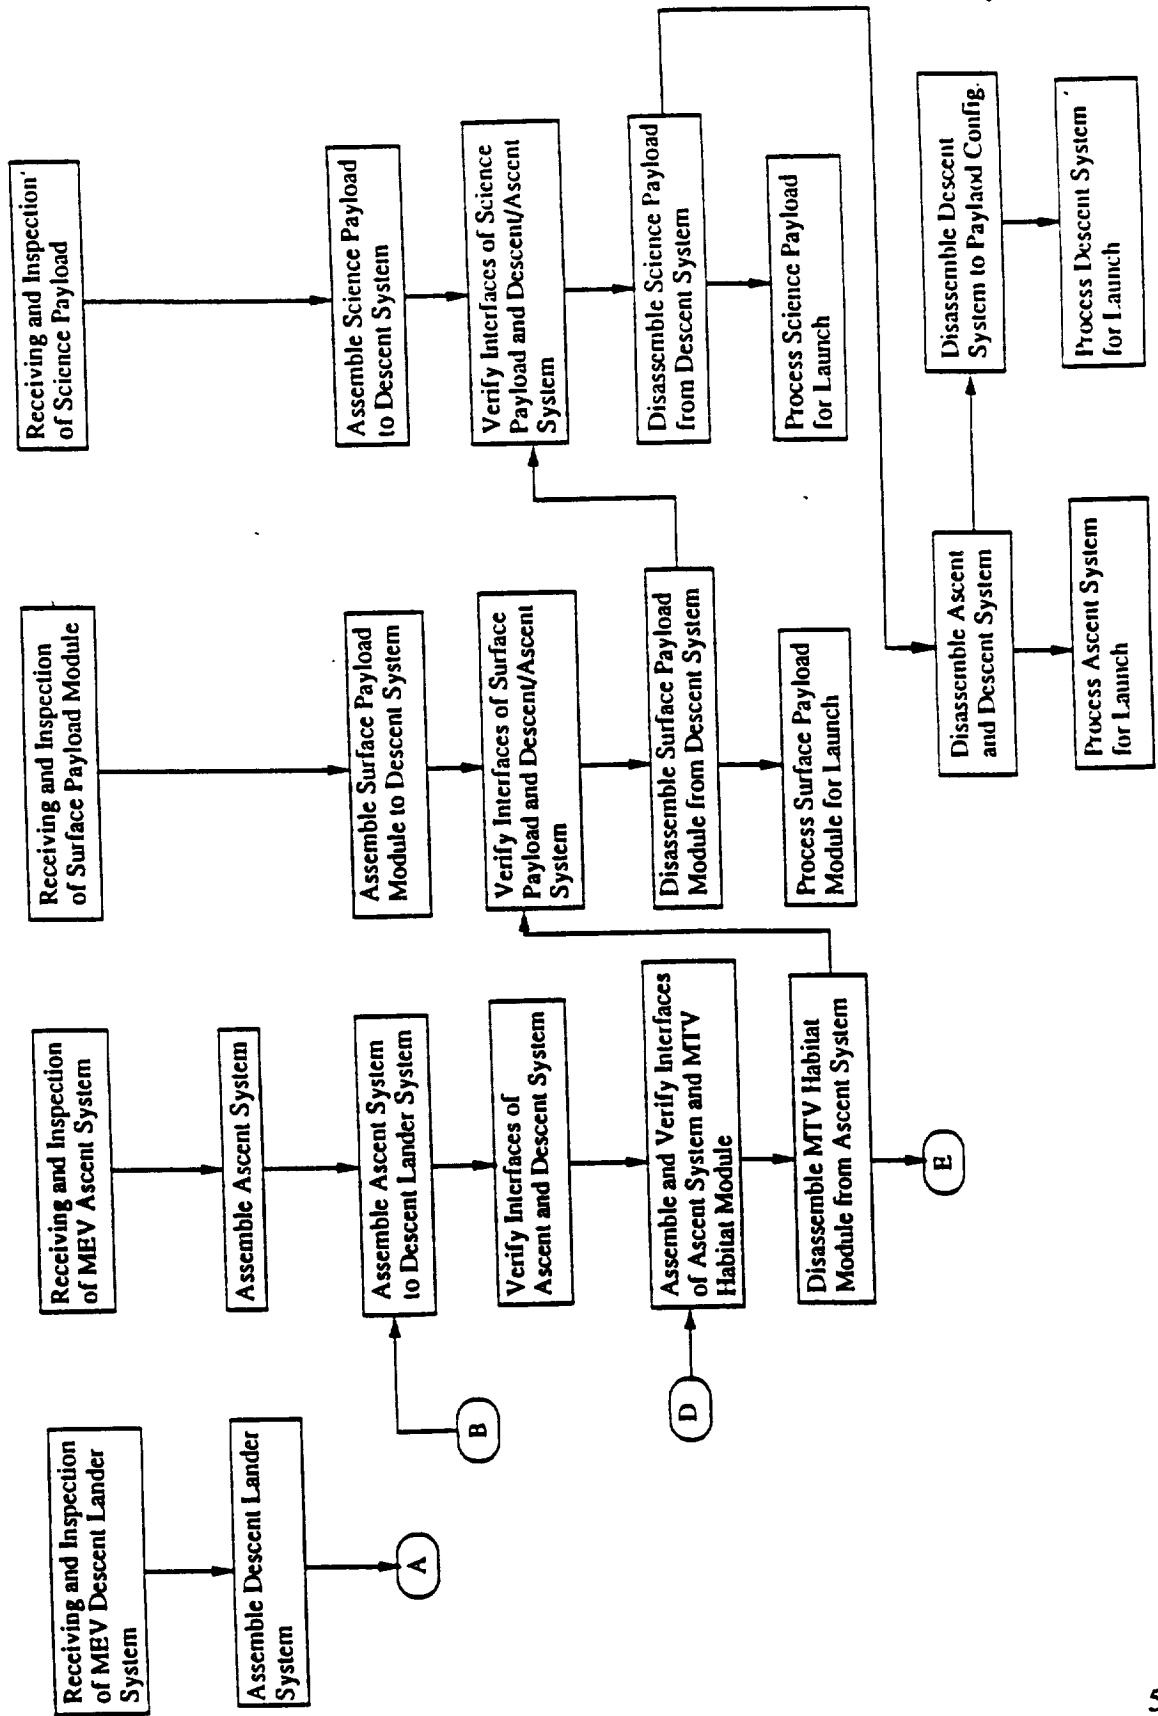 Receiving and Inspection
of MEV Descent Lander
System
Assemble Descent Lander
System
A
Receiving and Inspection
of MEV Ascent System
Assemble Ascent System
B
Assemble Ascent System
to Descent Lander System
Verify Interfaces of
Ascent and Descent System
D
Assemble and Verify Interfaces
of Ascent System and MTV
Habitat Module
Disassemble MTV Habitat
Module from Ascent System
E
Receiving and Inspection
of Surface Payload Module
Assemble Surface Payload
Module to Descent System
Verify Interfaces of Surface
Payload and Descent/Ascent
System
Disassemble Surface Payload
Module from Descent System
Process Surface Payload
Module for Launch
Receiving and Inspection
of Science Payload
Assemble Science Payload
to Descent System
Verify Interfaces of Science
Payload and Descent/Ascent
System
Disassemble Science Payload
from Descent System
Process Science Payload
for Launch
Disassemble Ascent
and Descent System
Process Ascent System
for Launch
Disassemble Descent
System to Paylaod Config.
Process Descent System
for Launch